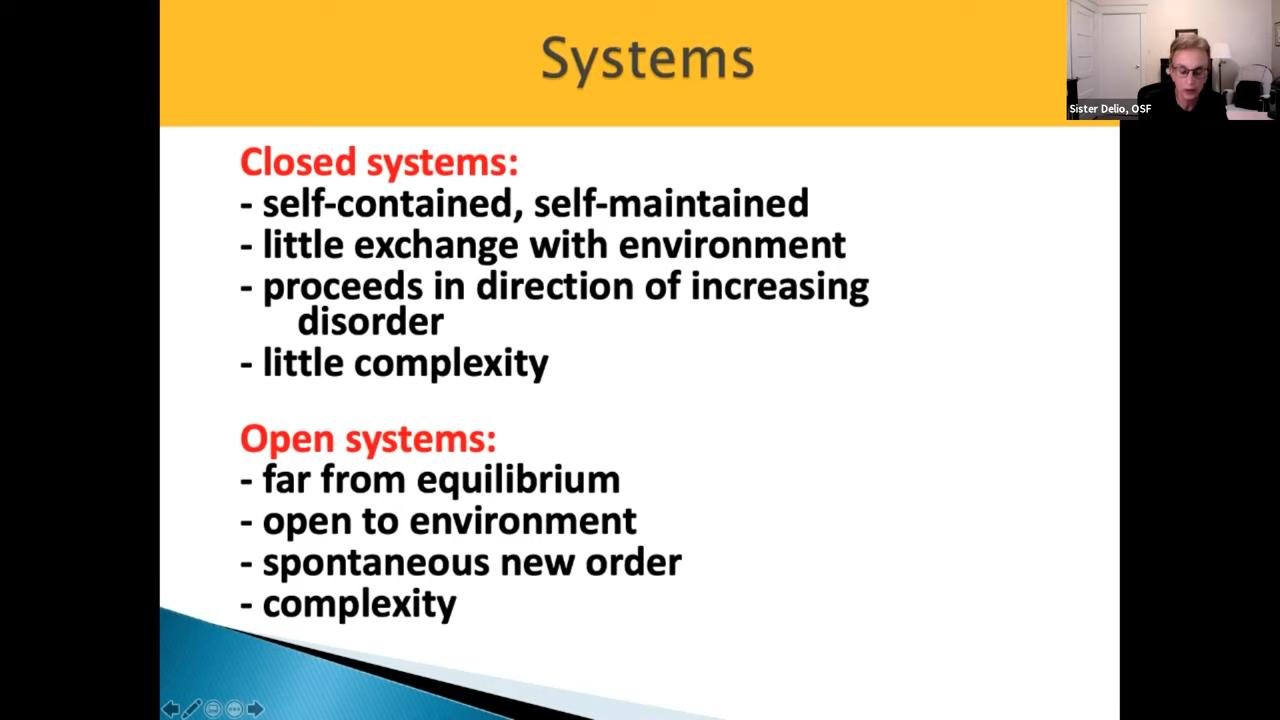 Systems
Sister Delio, OSF
Closed systems:
- self-contained, self-maintained
- little exchange with environment
- proceeds in direction of increasing
disorder
- little complexity
Open systems:
- far from equilibrium
- open to environment
- spontaneous new order
- complexity